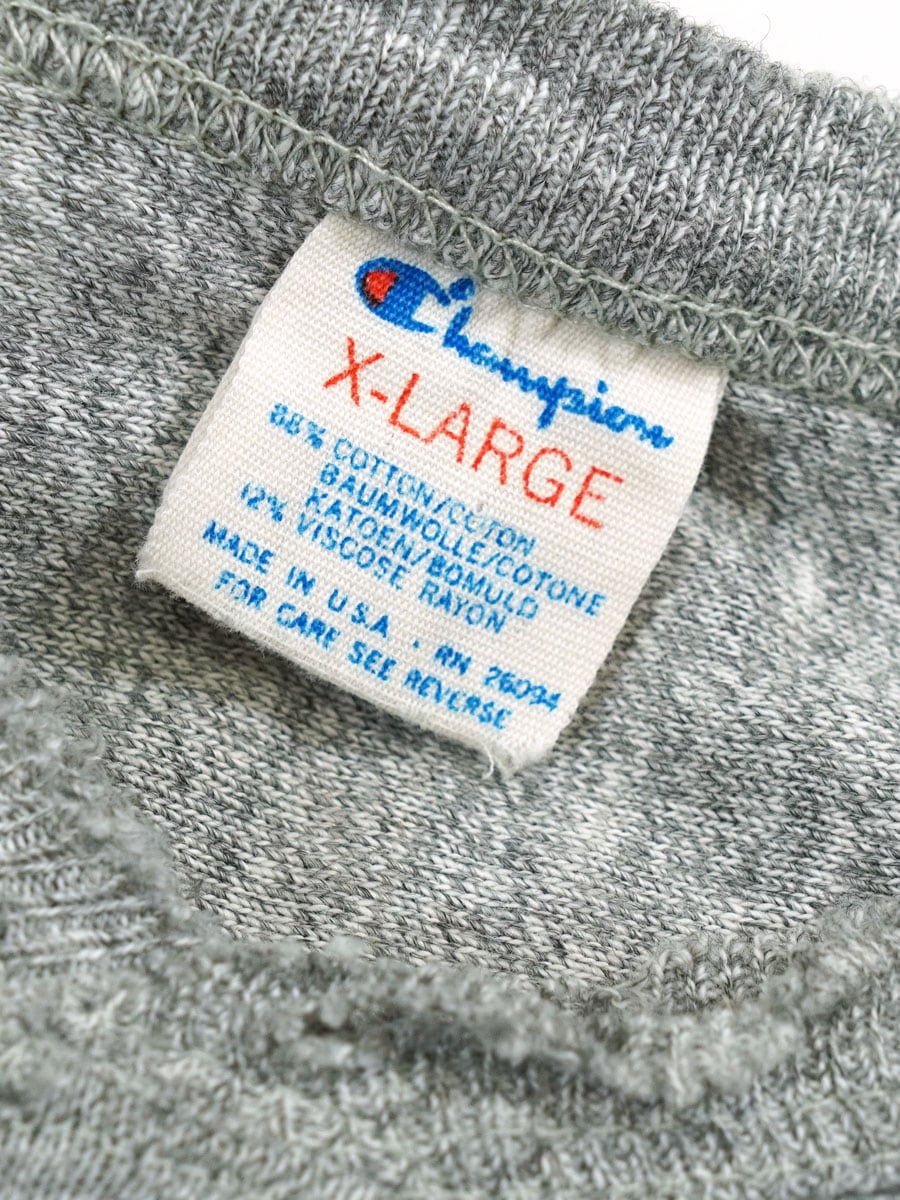 Champion
X-LARGE
88% COTTON/COTON
BAUMWOLLE/COTONE
KATOEN/BOMULD
12% VISCOSE RAYON
MADE IN U.S.A. RN 26094
FOR CARE SEE REVERSE